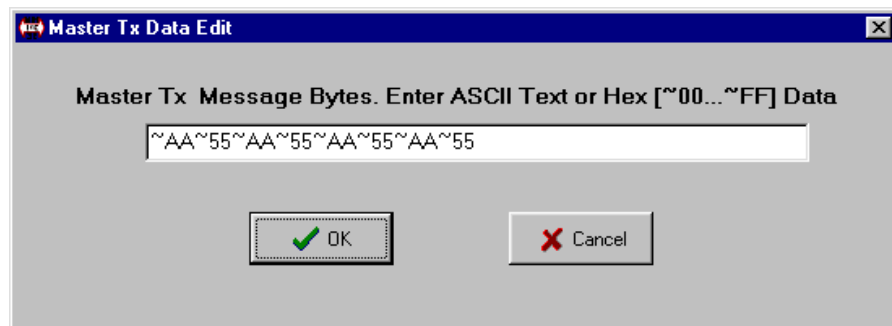 Master Tx Data Edit
Master Tx  Message Bytes. Enter ASCII Text or Hex [~00...~FF] Data
~AA~55~AA~55~AA~55~AA~55
OK
Cancel